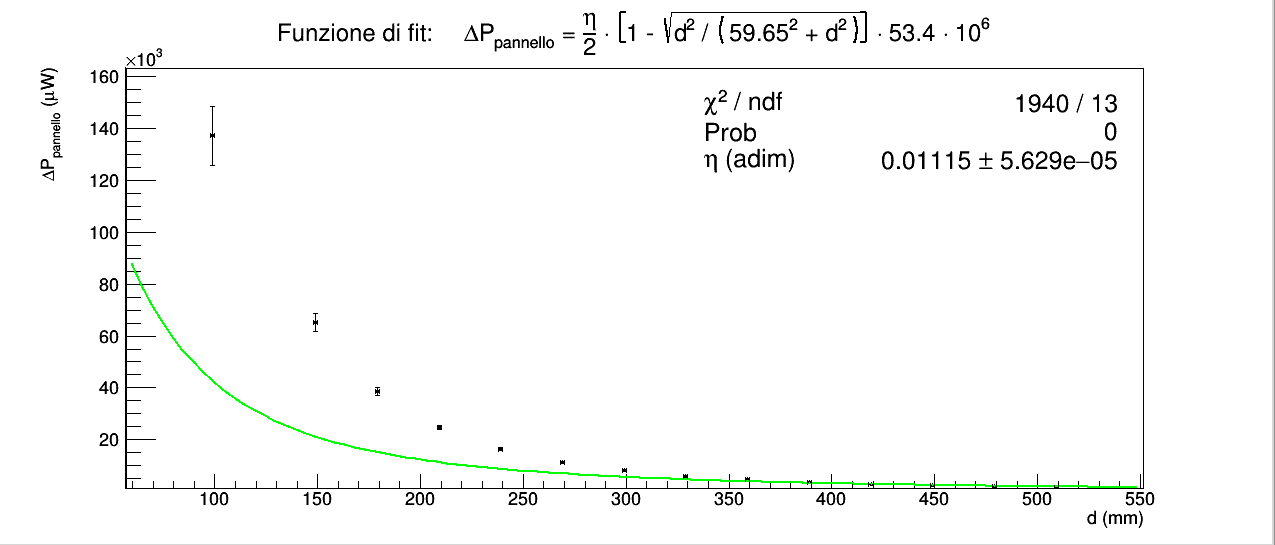 Funzione di fit: ΔP_pannello = η/2 · [1 - √d² / (59.65² + d²)] · 53.4 · 10⁶
×10³
ΔP_pannello (μW)
χ² / ndf 1940 / 13
Prob 0
η (adim) 0.01115 ± 5.629e−05
160
140
120
100
80
60
40
20
100 150 200 250 300 350 400 450 500 550
d (mm)